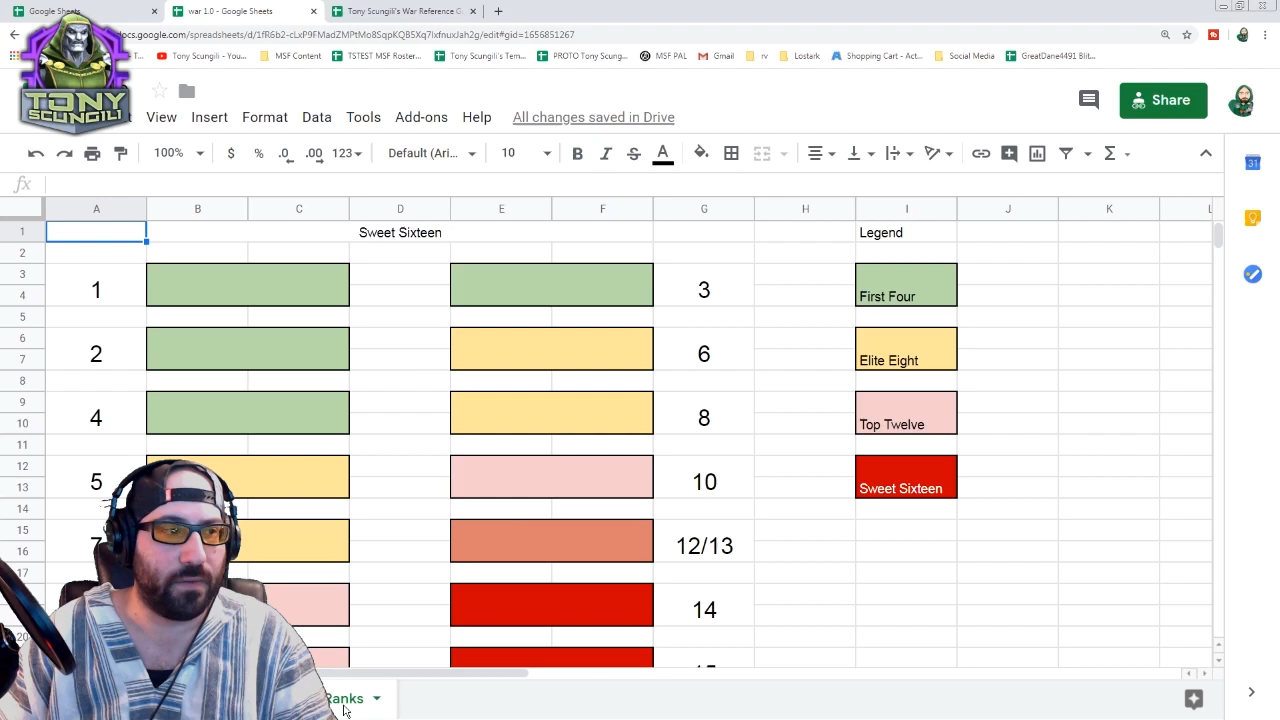 Google Sheets
war 1.0 - Google Sheets
Tony Scungili's War Reference G
docs.google.com/spreadsheets/d/
edit#gid=1656851267
Tony Scungili - You...
MSF Content
TSTEST MSF Roster...
Tony Scungili's Tem...
PROTO Tony Scung...
MSF PAL
Gmail
rv
Lostark
Shopping Cart - Act...
Social Media
GreatDane4491 Blit...
TONY
SCUNGILI
View
Insert
Format
Data
Tools
Add-ons
Help
All changes saved in Drive
Share
100%
$
%
.0
.00
123
Default (Ari...
10
B
I
S
A
Σ
31
fx
A
B
C
D
E
F
G
H
I
J
K
L
1
Sweet Sixteen
Legend
2
3
4
1
3
First Four
5
6
7
2
6
Elite Eight
8
9
10
4
8
Top Twelve
11
12
13
5
10
Sweet Sixteen
14
15
16
7
12/13
17
14
20
15
Ranks